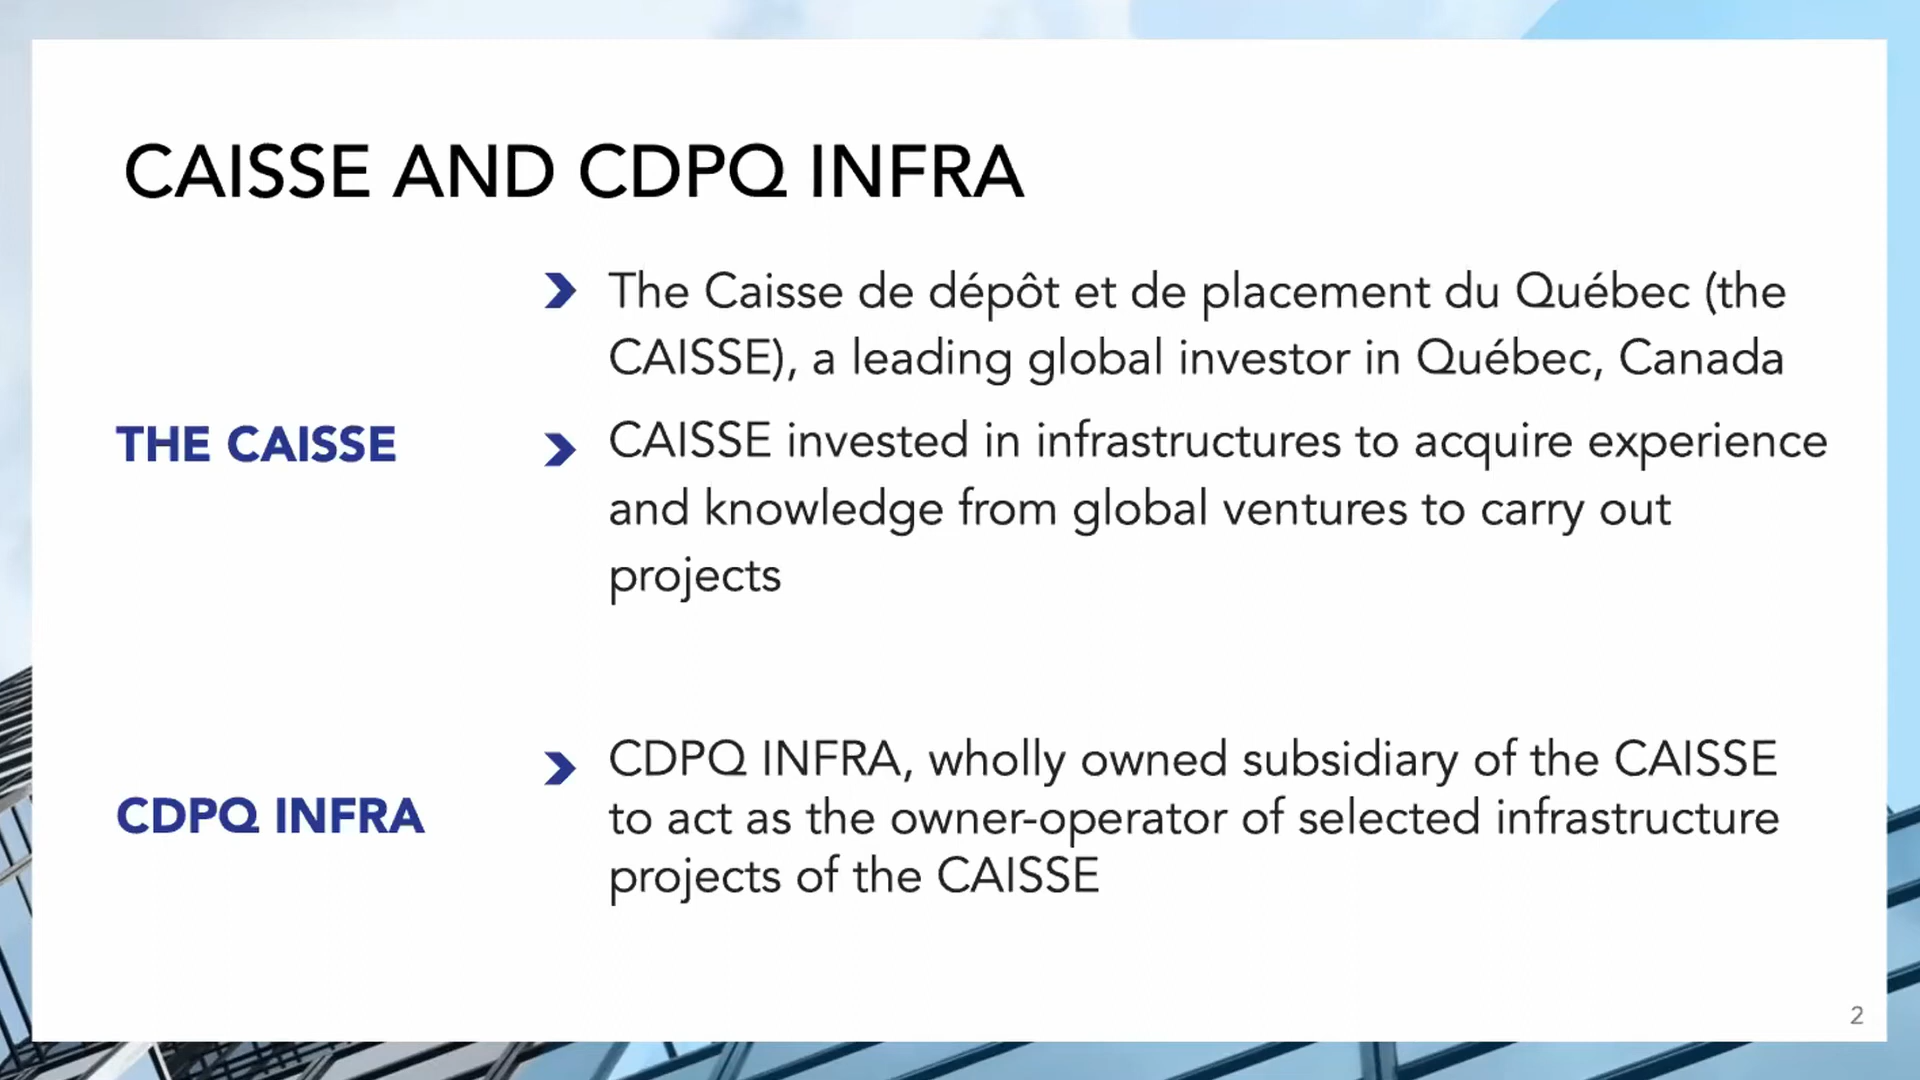 CAISSE AND CDPQ INFRA
THE CAISSE
The Caisse de dépôt et de placement du Québec (the
CAISSE), a leading global investor in Québec, Canada
CAISSE invested in infrastructures to acquire experience
and knowledge from global ventures to carry out
projects
CDPQ INFRA
CDPQ INFRA, wholly owned subsidiary of the CAISSE
to act as the owner-operator of selected infrastructure
projects of the CAISSE
2